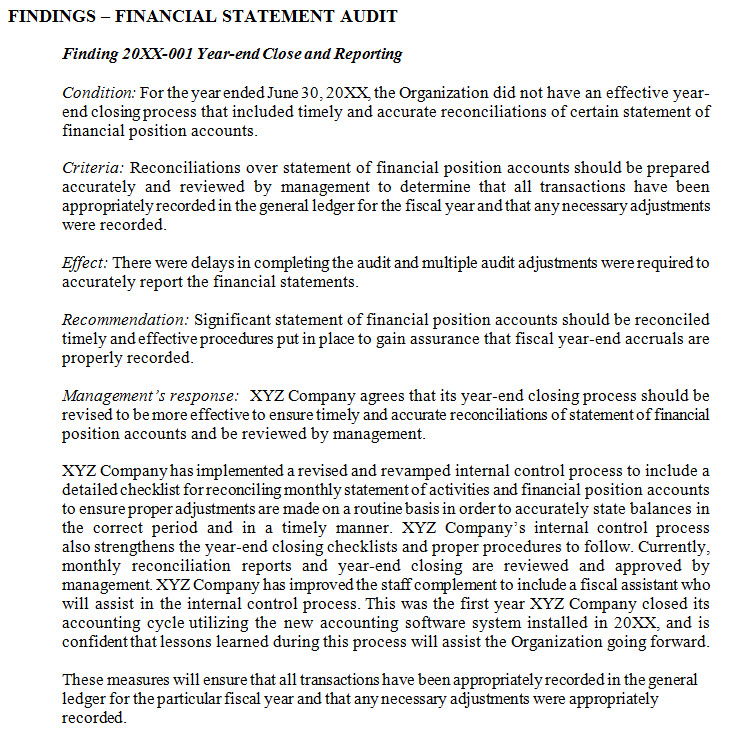 FINDINGS – FINANCIAL STATEMENT AUDIT
Finding 20XX-001 Year-end Close and Reporting
Condition: For the year ended June 30, 20XX, the Organization did not have an effective year-
end closing process that included timely and accurate reconciliations of certain statement of
financial position accounts.
Criteria: Reconciliations over statement of financial position accounts should be prepared
accurately and reviewed by management to determine that all transactions have been
appropriately recorded in the general ledger for the fiscal year and that any necessary adjustments
were recorded.
Effect: There were delays in completing the audit and multiple audit adjustments were required to
accurately report the financial statements.
Recommendation: Significant statement of financial position accounts should be reconciled
timely and effective procedures put in place to gain assurance that fiscal year-end accruals are
properly recorded.
Management's response: XYZ Company agrees that its year-end closing process should be
revised to be more effective to ensure timely and accurate reconciliations of statement of financial
position accounts and be reviewed by management.
XYZ Company has implemented a revised and revamped internal control process to include a
detailed checklist for reconciling monthly statement of activities and financial position accounts
to ensure proper adjustments are made on a routine basis in order to accurately state balances in
the correct period and in a timely manner. XYZ Company's internal control process
also strengthens the year-end closing checklists and proper procedures to follow. Currently,
monthly reconciliation reports and year-end closing are reviewed and approved by
management. XYZ Company has improved the staff complement to include a fiscal assistant who
will assist in the internal control process. This was the first year XYZ Company closed its
accounting cycle utilizing the new accounting software system installed in 20XX, and is
confident that lessons learned during this process will assist the Organization going forward.
These measures will ensure that all transactions have been appropriately recorded in the general
ledger for the particular fiscal year and that any necessary adjustments were appropriately
recorded.